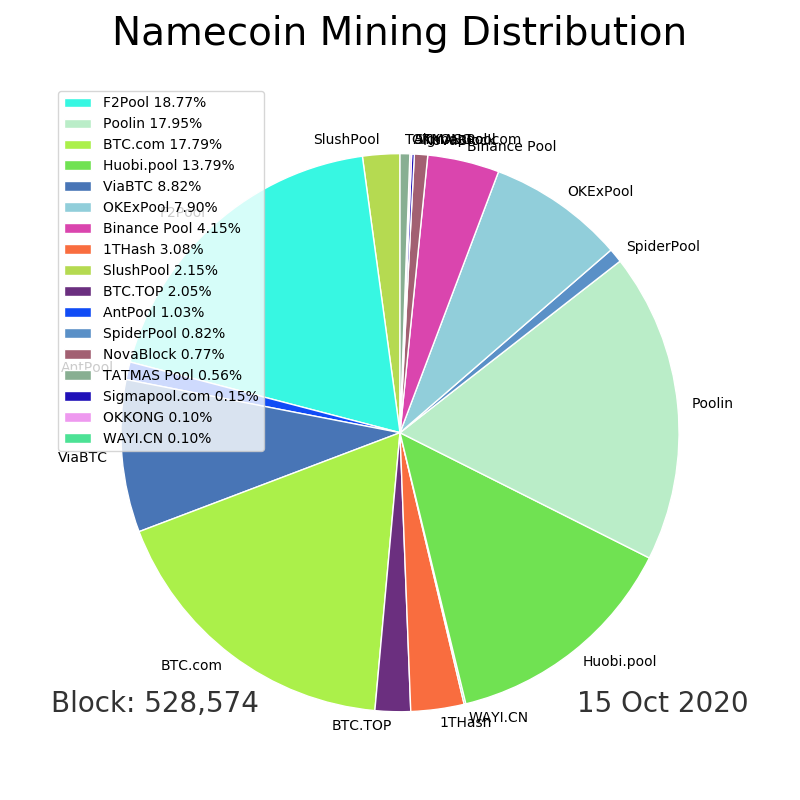 Namecoin Mining Distribution
F2Pool 18.77%
Poolin 17.95%
BTC.com 17.79%
Huobi.pool 13.79%
ViaBTC 8.82%
OKExPool 7.90%
Binance Pool 4.15%
1THash 3.08%
SlushPool 2.15%
BTC.TOP 2.05%
AntPool 1.03%
SpiderPool 0.82%
NovaBlock 0.77%
TATMAS Pool 0.56%
Sigmapool.com 0.15%
OKKONG 0.10%
WAYI.CN 0.10%
SlushPool
Binance Pool
OKExPool
SpiderPool
F2Pool
AntPool
Poolin
ViaBTC
Huobi.pool
BTC.com
BTC.TOP
1THash
WAYI.CN
Block: 528,574
15 Oct 2020